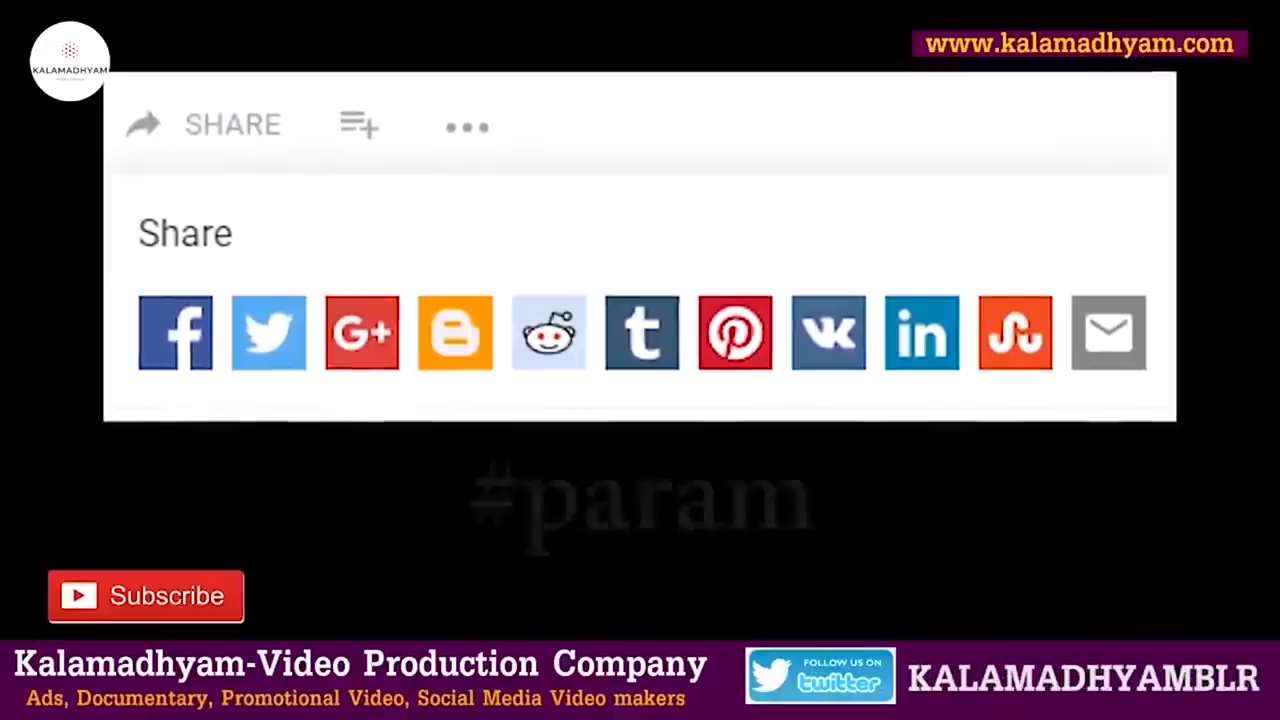 www.kalamadhyam.com
KALAMADHYAM
SHARE
Share
f G+ t in
#param
Subscribe
Kalamadhyam-Video Production Company
Ads, Documentary, Promotional Video, Social Media Video makers
FOLLOW US ON
twitter
KALAMADHYAMBLR